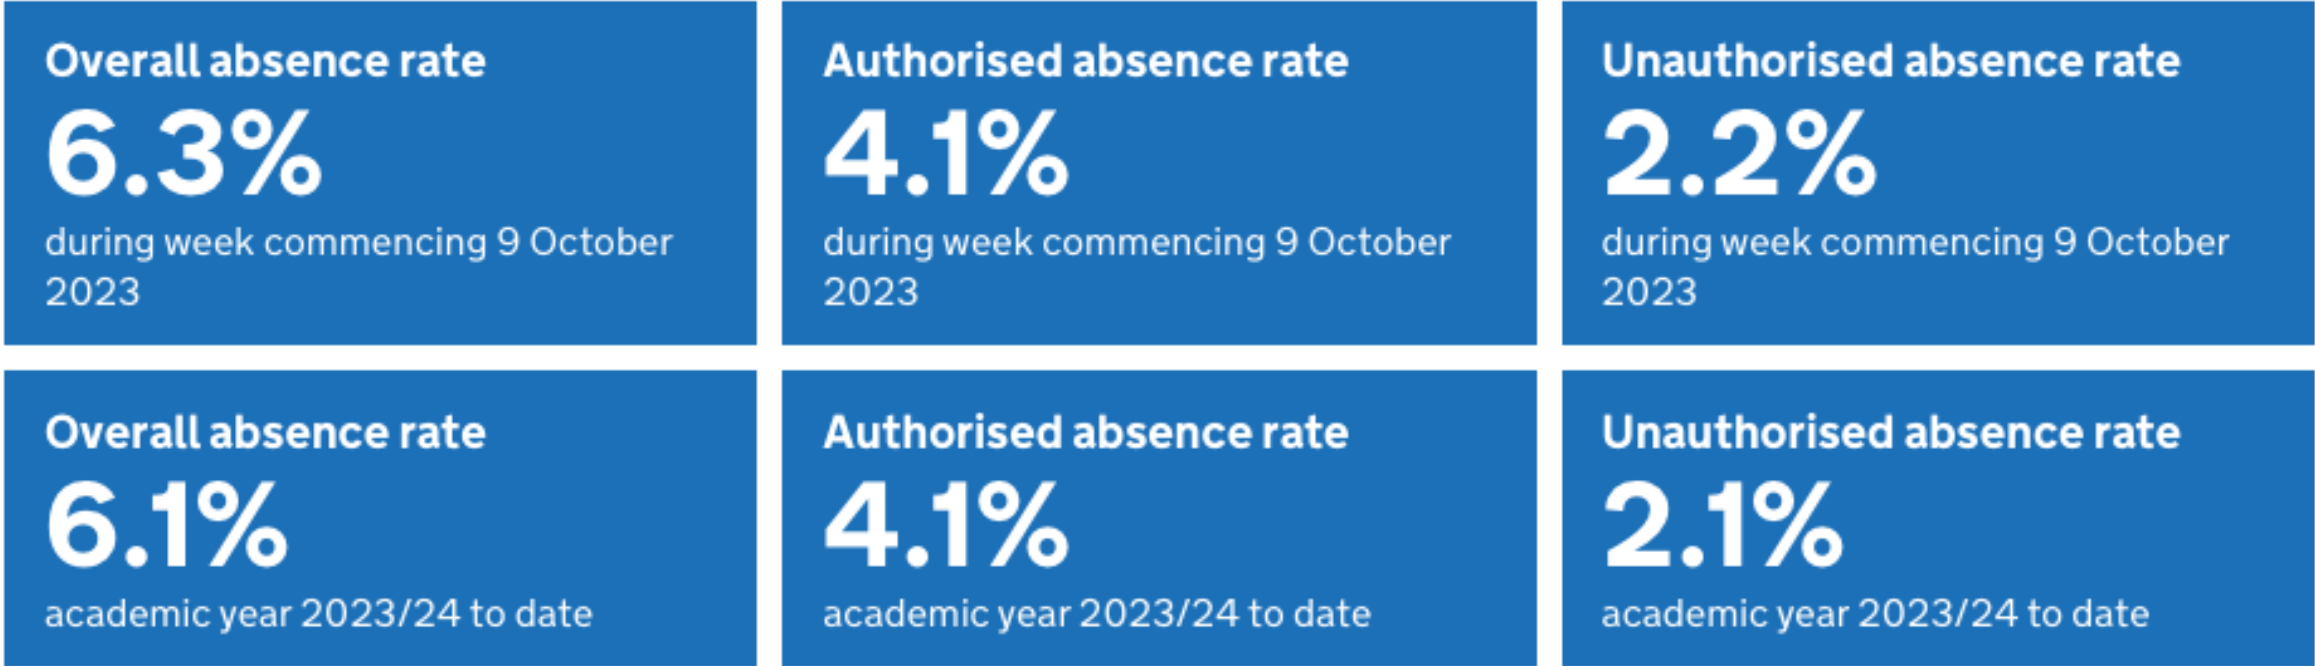 Overall absence rate
6.3%
during week commencing 9 October
2023
Authorised absence rate
4.1%
during week commencing 9 October
2023
Unauthorised absence rate
2.2%
during week commencing 9 October
2023
Overall absence rate
6.1%
academic year 2023/24 to date
Authorised absence rate
4.1%
academic year 2023/24 to date
Unauthorised absence rate
2.1%
academic year 2023/24 to date